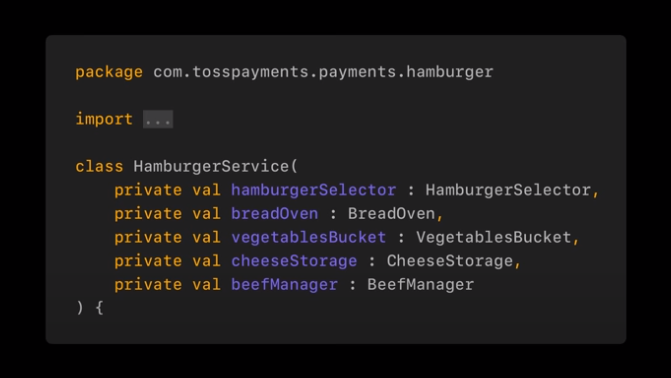 package com.tosspayments.payments.hamburger
import ...
class HamburgerService(
private val hamburgerSelector : HamburgerSelector,
private val breadOven : BreadOven,
private val vegetablesBucket : VegetablesBucket,
private val cheeseStorage : CheeseStorage,
private val beefManager : BeefManager
) {